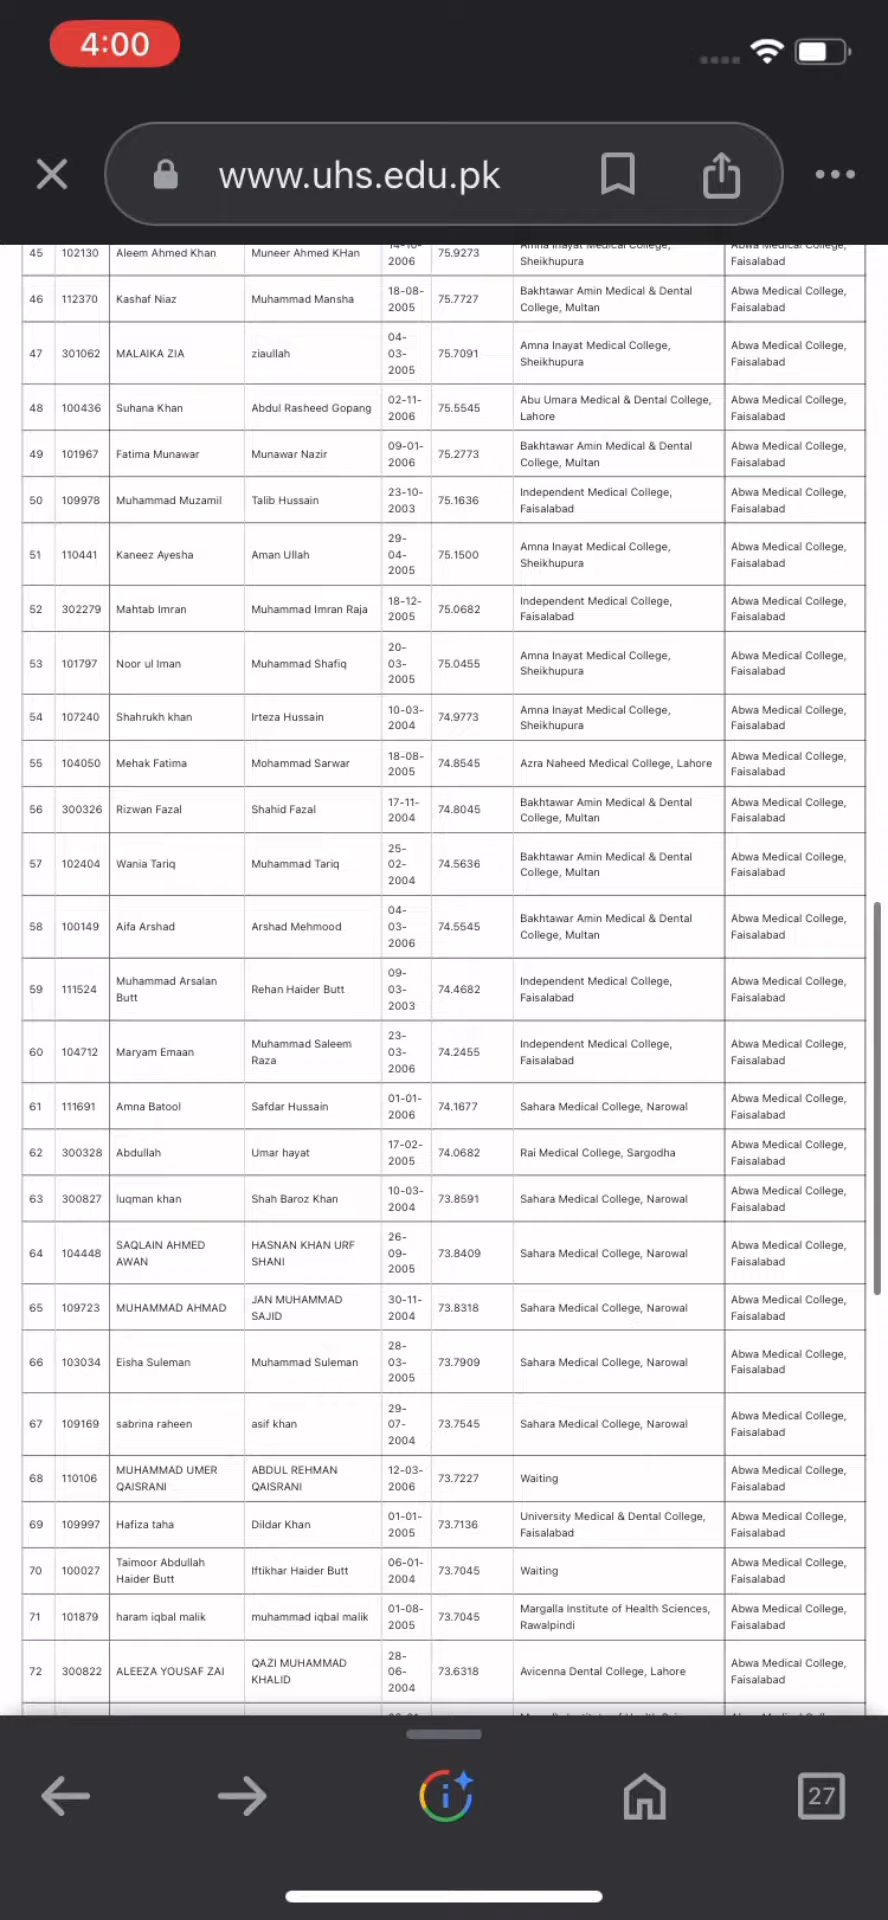 4:00
www.uhs.edu.pk
45 102130 Aleem Ahmed Khan Muneer Ahmed KHan 14-10-2006 75.9273 Amna Inayat Medical College, Sheikhupura Abwa Medical College, Faisalabad
46 112370 Kashaf Niaz Muhammad Mansha 18-08-2005 75.7727 Bakhtawar Amin Medical & Dental College, Multan Abwa Medical College, Faisalabad
47 301062 MALAIKA ZIA ziaullah 04-03-2005 75.7091 Amna Inayat Medical College, Sheikhupura Abwa Medical College, Faisalabad
48 100436 Suhana Khan Abdul Rasheed Gopang 02-11-2006 75.5545 Abu Umara Medical & Dental College, Lahore Abwa Medical College, Faisalabad
49 101967 Fatima Munawar Munawar Nazir 09-01-2006 75.2773 Bakhtawar Amin Medical & Dental College, Multan Abwa Medical College, Faisalabad
50 109978 Muhammad Muzamil Talib Hussain 23-10-2003 75.1636 Independent Medical College, Faisalabad Abwa Medical College, Faisalabad
51 110441 Kaneez Ayesha Aman Ullah 29-04-2005 75.1500 Amna Inayat Medical College, Sheikhupura Abwa Medical College, Faisalabad
52 302279 Mahtab Imran Muhammad Imran Raja 18-12-2005 75.0682 Independent Medical College, Faisalabad Abwa Medical College, Faisalabad
53 101797 Noor ul Iman Muhammad Shafiq 20-03-2005 75.0455 Amna Inayat Medical College, Sheikhupura Abwa Medical College, Faisalabad
54 107240 Shahrukh khan Irteza Hussain 10-03-2004 74.9773 Amna Inayat Medical College, Sheikhupura Abwa Medical College, Faisalabad
55 104050 Mehak Fatima Mohammad Sarwar 18-08-2005 74.8545 Azra Naheed Medical College, Lahore Abwa Medical College, Faisalabad
56 300326 Rizwan Fazal Shahid Fazal 17-11-2004 74.8045 Bakhtawar Amin Medical & Dental College, Multan Abwa Medical College, Faisalabad
57 102404 Wania Tariq Muhammad Tariq 25-02-2004 74.5636 Bakhtawar Amin Medical & Dental College, Multan Abwa Medical College, Faisalabad
58 100149 Aifa Arshad Arshad Mehmood 04-03-2006 74.5545 Bakhtawar Amin Medical & Dental College, Multan Abwa Medical College, Faisalabad
59 111524 Muhammad Arsalan Butt Rehan Haider Butt 09-03-2003 74.4682 Independent Medical College, Faisalabad Abwa Medical College, Faisalabad
60 104712 Maryam Emaan Muhammad Saleem Raza 23-03-2006 74.2455 Independent Medical College, Faisalabad Abwa Medical College, Faisalabad
61 111691 Amna Batool Safdar Hussain 01-01-2006 74.1677 Sahara Medical College, Narowal Abwa Medical College, Faisalabad
62 300328 Abdullah Umar hayat 17-02-2005 74.0682 Rai Medical College, Sargodha Abwa Medical College, Faisalabad
63 300827 luqman khan Shah Baroz Khan 10-03-2004 73.8591 Sahara Medical College, Narowal Abwa Medical College, Faisalabad
64 104448 SAQLAIN AHMED AWAN HASNAN KHAN URF SHANI 26-09-2005 73.8409 Sahara Medical College, Narowal Abwa Medical College, Faisalabad
65 109723 MUHAMMAD AHMAD JAN MUHAMMAD SAJID 30-11-2004 73.8318 Sahara Medical College, Narowal Abwa Medical College, Faisalabad
66 103034 Eisha Suleman Muhammad Suleman 28-03-2005 73.7909 Sahara Medical College, Narowal Abwa Medical College, Faisalabad
67 109169 sabrina raheen asif khan 29-07-2004 73.7545 Sahara Medical College, Narowal Abwa Medical College, Faisalabad
68 110106 MUHAMMAD UMER QAISRANI ABDUL REHMAN QAISRANI 12-03-2006 73.7227 Waiting Abwa Medical College, Faisalabad
69 109997 Hafiza taha Dildar Khan 01-01-2005 73.7136 University Medical & Dental College, Faisalabad Abwa Medical College, Faisalabad
70 100027 Taimoor Abdullah Haider Butt Iftikhar Haider Butt 06-01-2004 73.7045 Waiting Abwa Medical College, Faisalabad
71 101879 haram iqbal malik muhammad iqbal malik 01-08-2005 73.7045 Margalla Institute of Health Sciences, Rawalpindi Abwa Medical College, Faisalabad
72 300822 ALEEZA YOUSAF ZAI QAZI MUHAMMAD KHALID 28-06-2004 73.6318 Avicenna Dental College, Lahore Abwa Medical College, Faisalabad
27